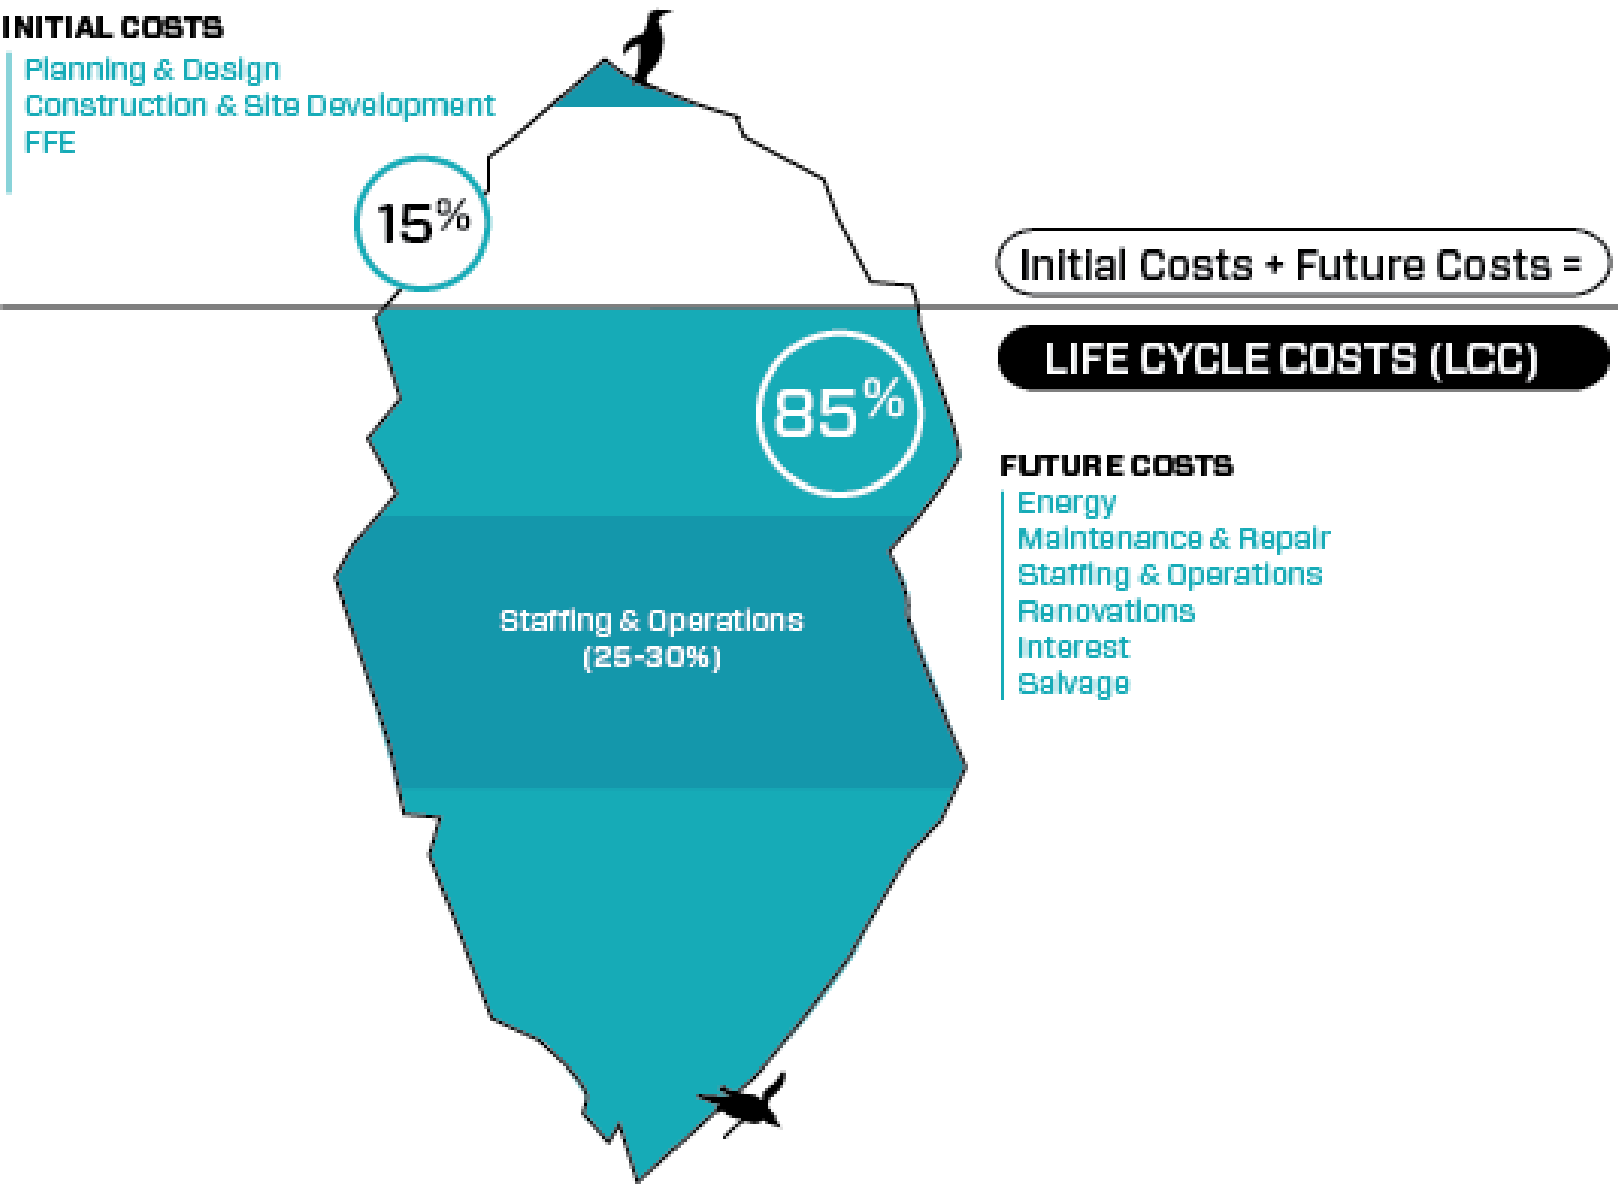 INITIAL COSTS
Planning & Design
Construction & Site Development
FFE
15%
Initial Costs + Future Costs =
LIFE CYCLE COSTS (LCC)
85%
FUTURE COSTS
Energy
Maintenance & Repair
Staffing & Operations
Renovations
Interest
Salvage
Staffing & Operations
(25-30%)